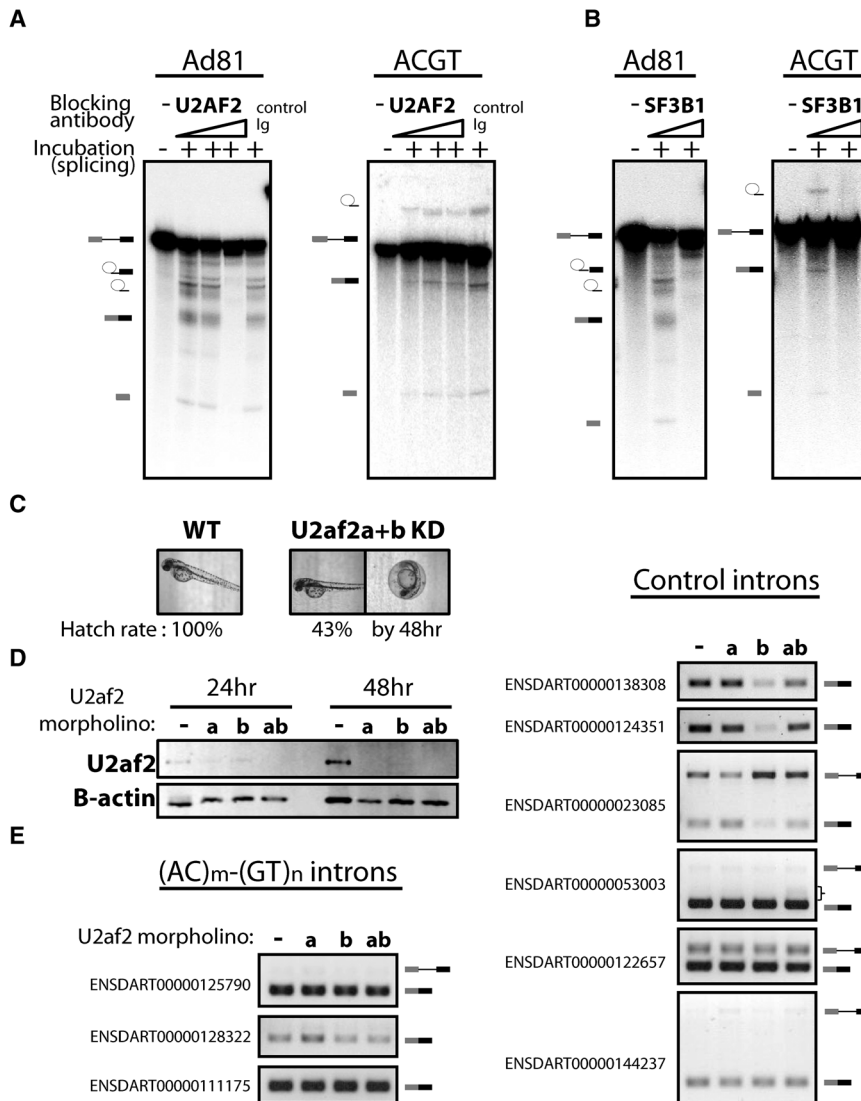 A
Ad81
ACGT
Blocking antibody
- U2AF2 control Ig
- U2AF2 control Ig
Incubation (splicing)
- + + + +
- + + + +
B
Ad81
ACGT
- SF3B1
- SF3B1
- + +
- + +
C
WT
U2af2a+b KD
Hatch rate : 100%
43% by 48hr
D
24hr
48hr
U2af2 morpholino:
- a b ab
- a b ab
U2af2
B-actin
E
(AC)m-(GT)n introns
U2af2 morpholino:
- a b ab
ENSDART00000125790
ENSDART00000128322
ENSDART00000111175
Control introns
- a b ab
ENSDART00000138308
ENSDART00000124351
ENSDART00000023085
ENSDART00000053003
ENSDART00000122657
ENSDART00000144237